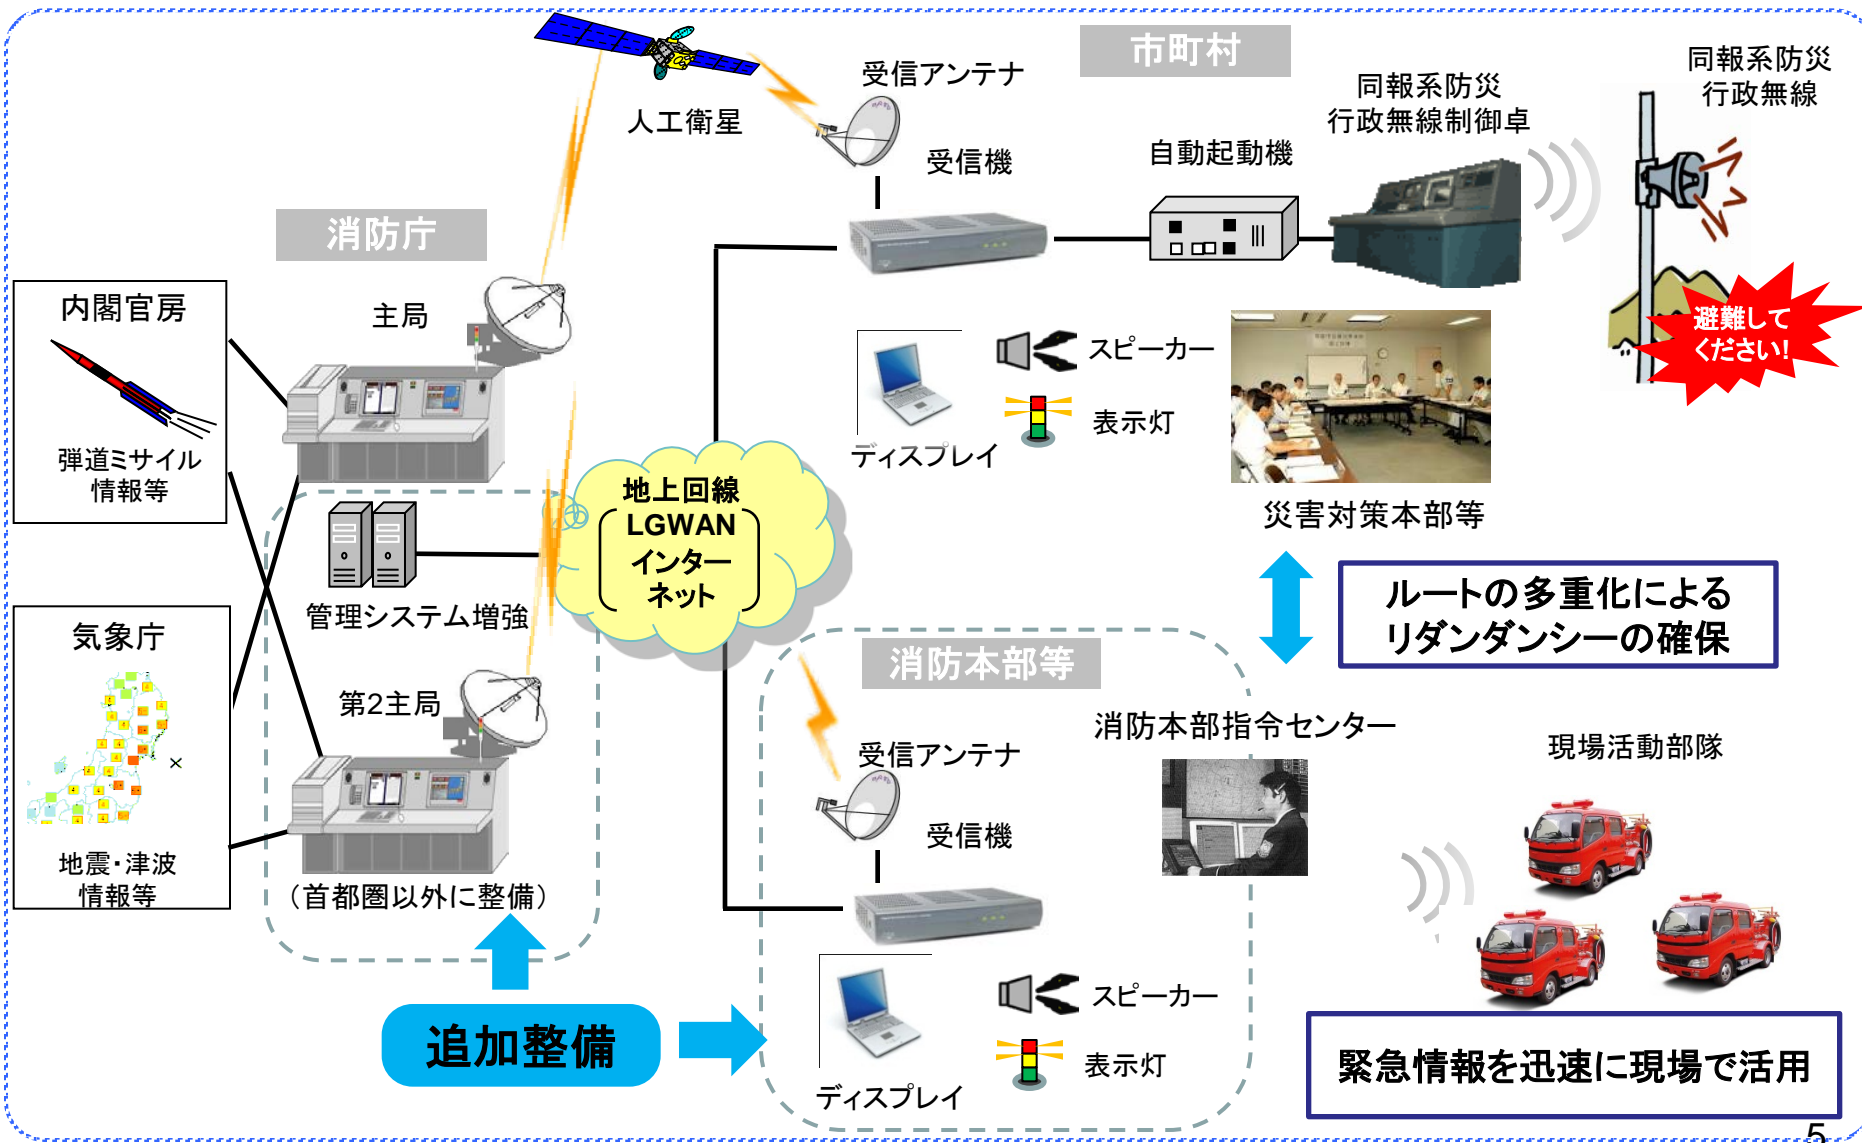 市町村
同報系防災
行政無線
受信アンテナ
同報系防災
行政無線制御卓
人工衛星
自動起動機
受信機
消防庁
内閣官房
主局
弾道ミサイル
情報等
スピーカー
表示灯
ディスプレイ
避難して
ください!
災害対策本部等
地上回線
LGWAN
インター
ネット
管理システム増強
ルートの多重化による
リダンダンシーの確保
気象庁
地震・津波
情報等
第2主局
(首都圏以外に整備)
消防本部等
消防本部指令センター
受信アンテナ
受信機
現場活動部隊
スピーカー
表示灯
ディスプレイ
追加整備
緊急情報を迅速に現場で活用
5